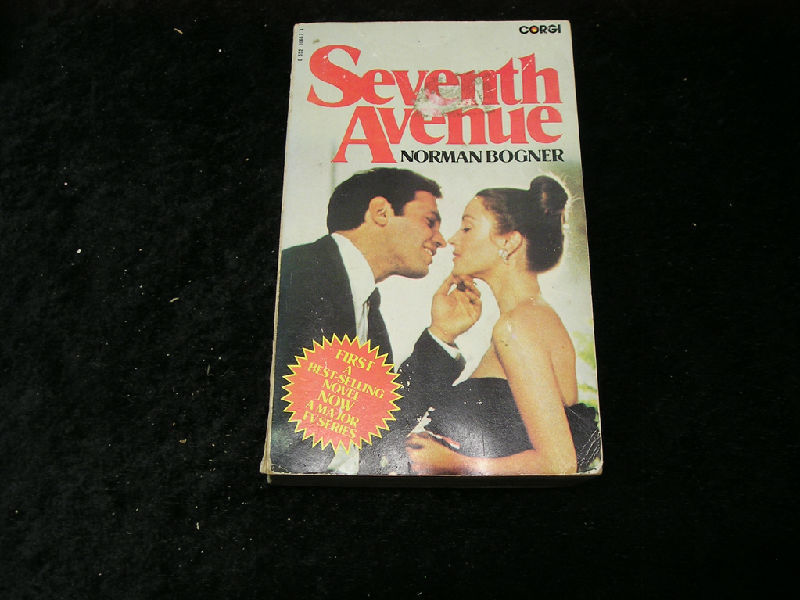 CORGI
Seventh
Avenue
NORMAN BOGNER
FIRST
A
BEST-SELLING
NOVEL
NOW
A MAJOR
TV SERIES